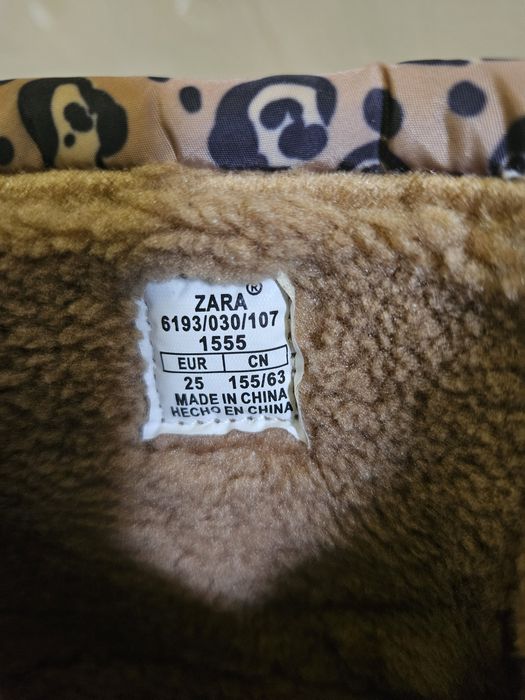 ZARA®
6193/030/107
1555
EUR CN
25 155/63
MADE IN CHINA
HECHO EN CHINA